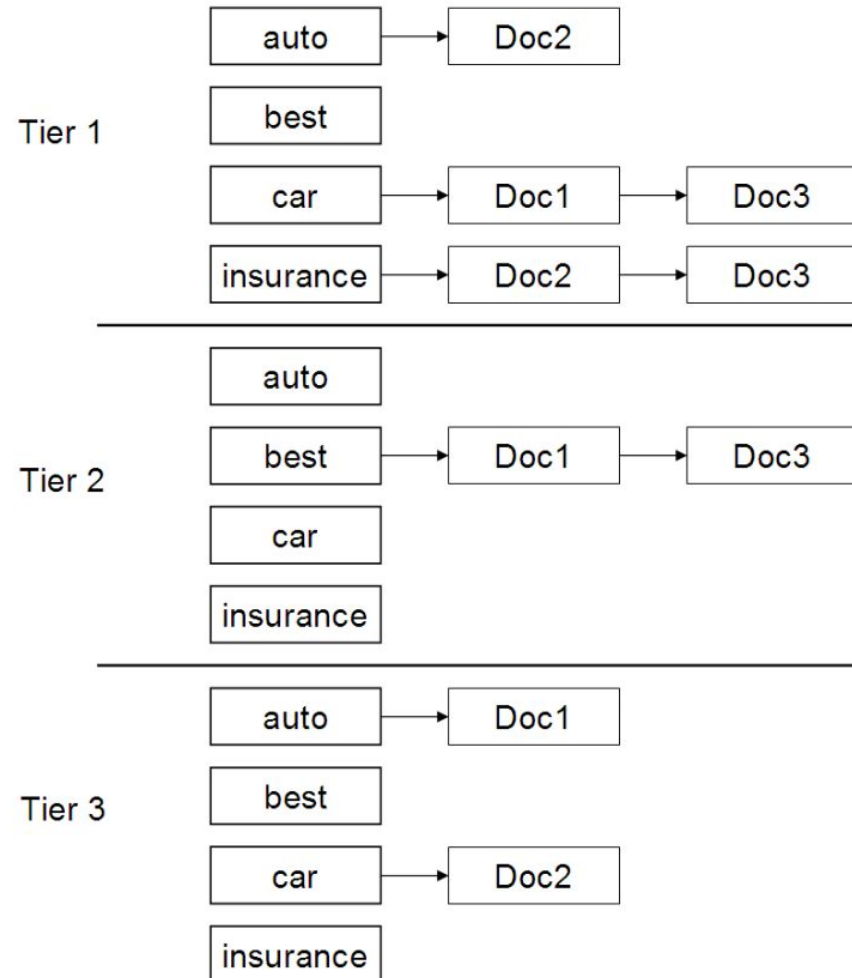 auto Doc2
Tier 1
best
car Doc1 Doc3
insurance Doc2 Doc3
auto
best Doc1 Doc3
Tier 2
car
insurance
auto Doc1
best
Tier 3
car Doc2
insurance